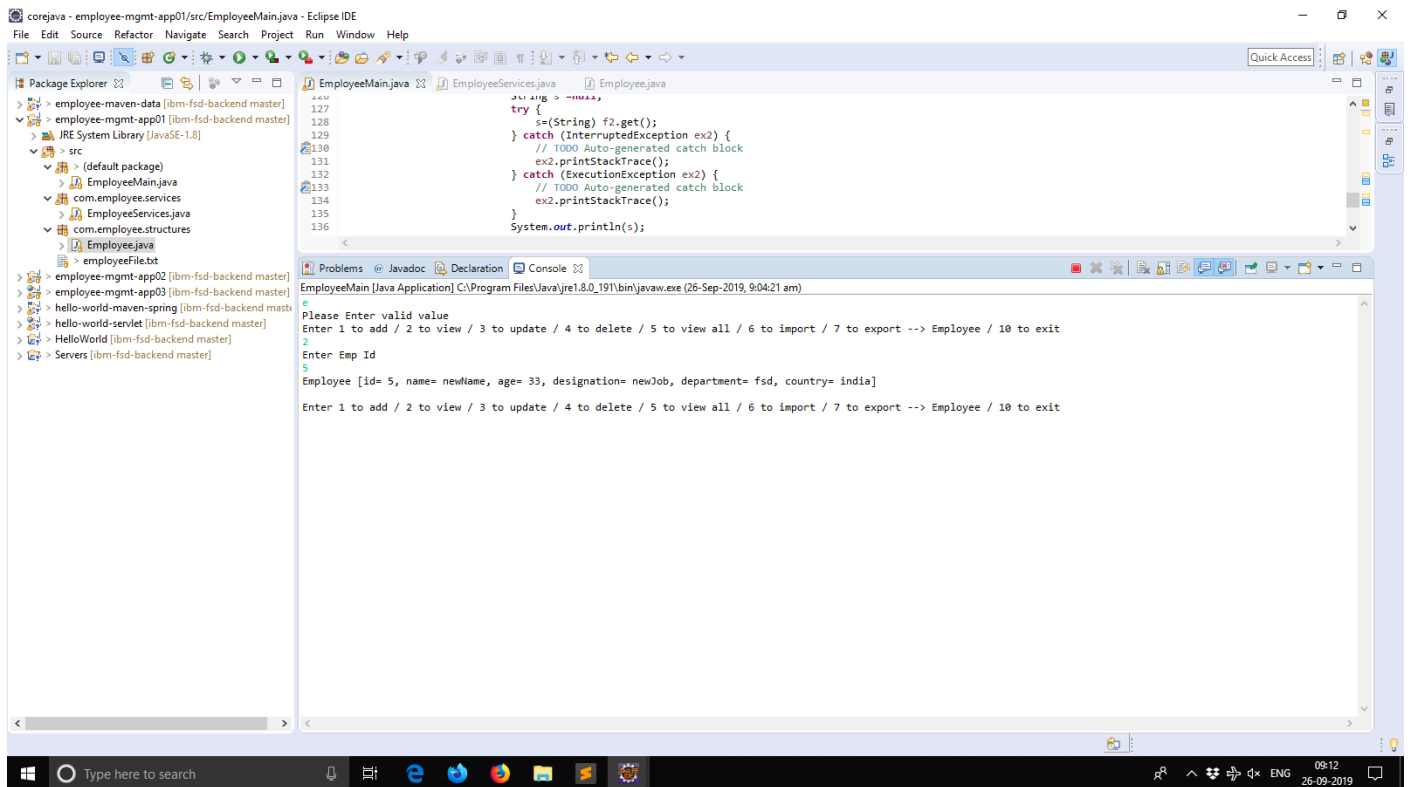 corejava - employee-mgmt-app01/src/EmployeeMain.java - Eclipse IDE
File Edit Source Refactor Navigate Search Project Run Window Help
Quick Access
Package Explorer
> employee-maven-data [ibm-fsd-backend master]
> employee-mgmt-app01 [ibm-fsd-backend master]
JRE System Library [JavaSE-1.8]
> src
> (default package)
> EmployeeMain.java
com.employee.services
> EmployeeServices.java
com.employee.structures
> Employee.java
> employeeFile.txt
> employee-mgmt-app02 [ibm-fsd-backend master]
> employee-mgmt-app03 [ibm-fsd-backend master]
> hello-world-maven-spring [ibm-fsd-backend maste
> hello-world-servlet [ibm-fsd-backend master]
> HelloWorld [ibm-fsd-backend master]
> Servers [ibm-fsd-backend master]
EmployeeMain.java EmployeeServices.java Employee.java
126 String s =null;
127 try {
128 s=(String) f2.get();
129 } catch (InterruptedException ex2) {
130 // TODO Auto-generated catch block
131 ex2.printStackTrace();
132 } catch (ExecutionException ex2) {
133 // TODO Auto-generated catch block
134 ex2.printStackTrace();
135 }
136 System.out.println(s);
Problems @ Javadoc Declaration Console
EmployeeMain [Java Application] C:\Program Files\Java\jre1.8.0_191\bin\javaw.exe (26-Sep-2019, 9:04:21 am)
e
Please Enter valid value
Enter 1 to add / 2 to view / 3 to update / 4 to delete / 5 to view all / 6 to import / 7 to export --> Employee / 10 to exit
2
Enter Emp Id
5
Employee [id= 5, name= newName, age= 33, designation= newJob, department= fsd, country= india]
Enter 1 to add / 2 to view / 3 to update / 4 to delete / 5 to view all / 6 to import / 7 to export --> Employee / 10 to exit
Type here to search
ENG
09:12
26-09-2019